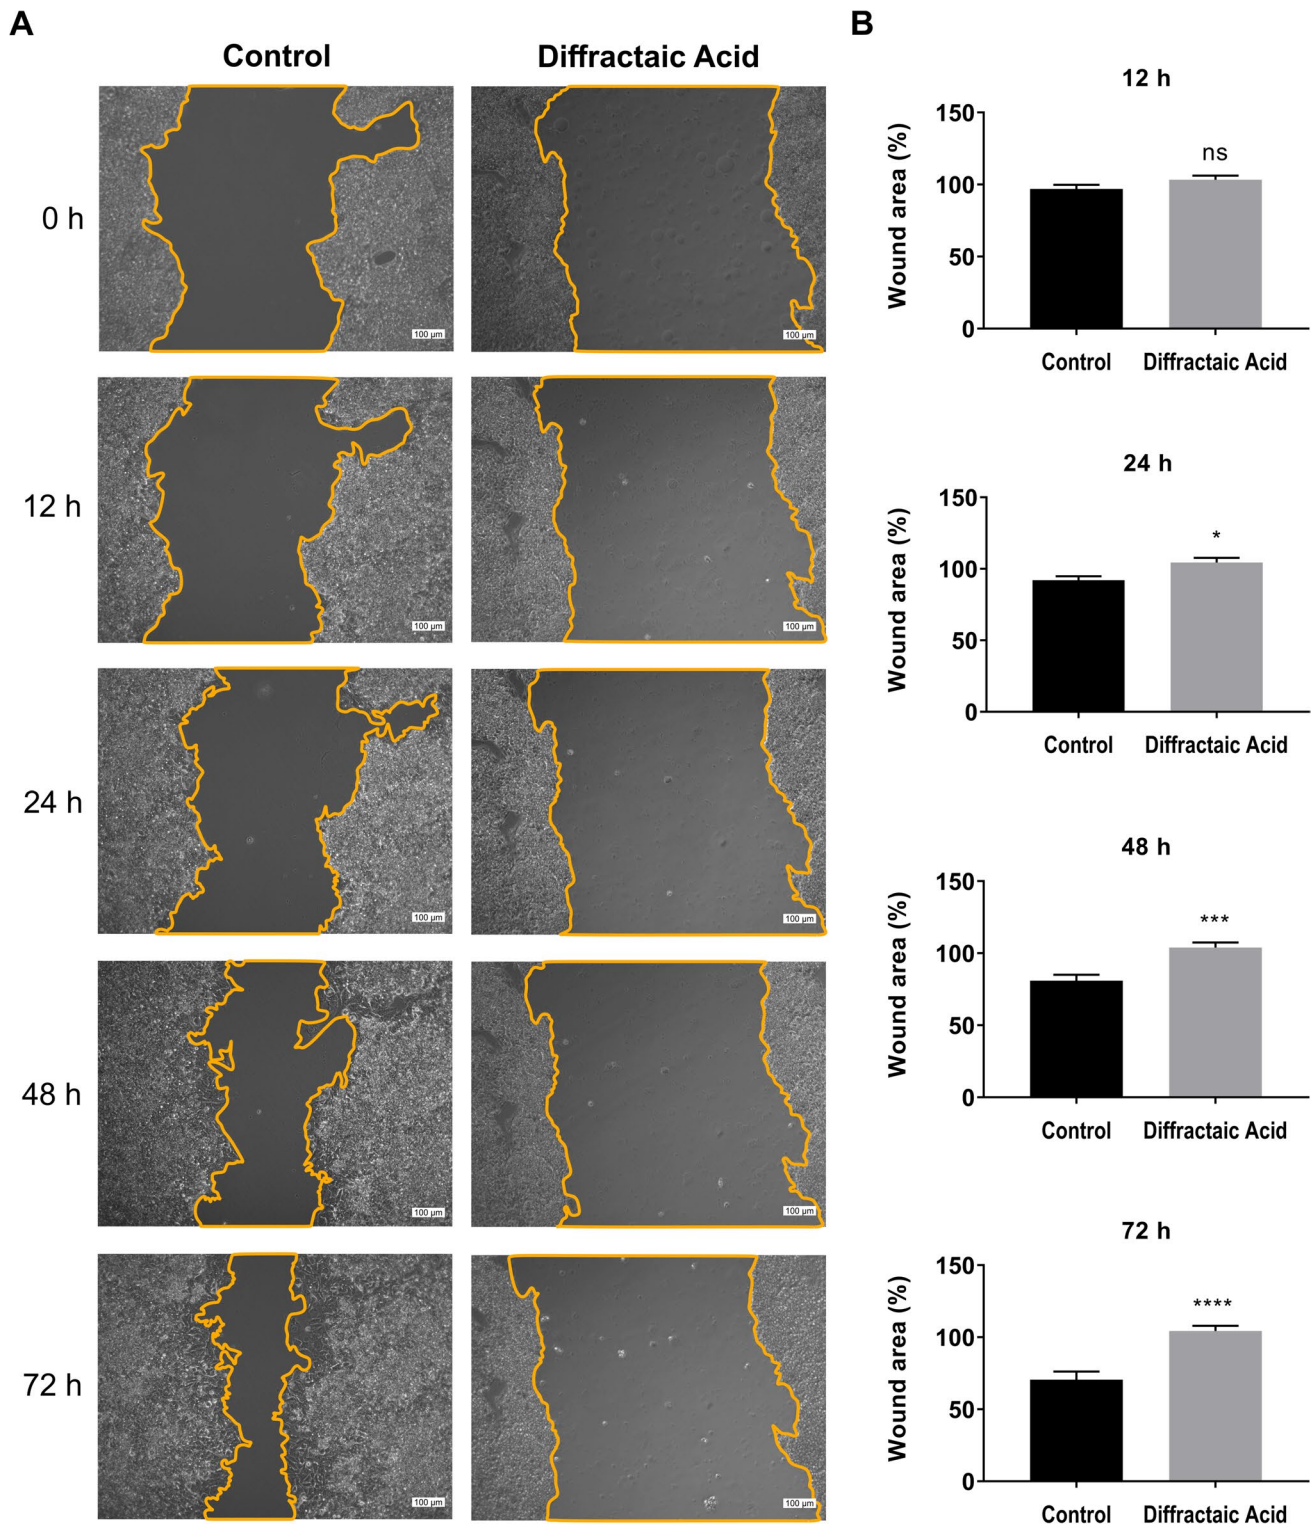 A
Control
Diffractaic Acid
0 h
100 µm
100 µm
12 h
100 µm
100 µm
24 h
100 µm
100 µm
48 h
100 µm
100 µm
72 h
100 µm
100 µm
B
12 h
Wound area (%)
150
100
50
0
ns
Control
Diffractaic Acid
24 h
Wound area (%)
150
100
50
0
*
Control
Diffractaic Acid
48 h
Wound area (%)
150
100
50
0
***
Control
Diffractaic Acid
72 h
Wound area (%)
150
100
50
0
****
Control
Diffractaic Acid